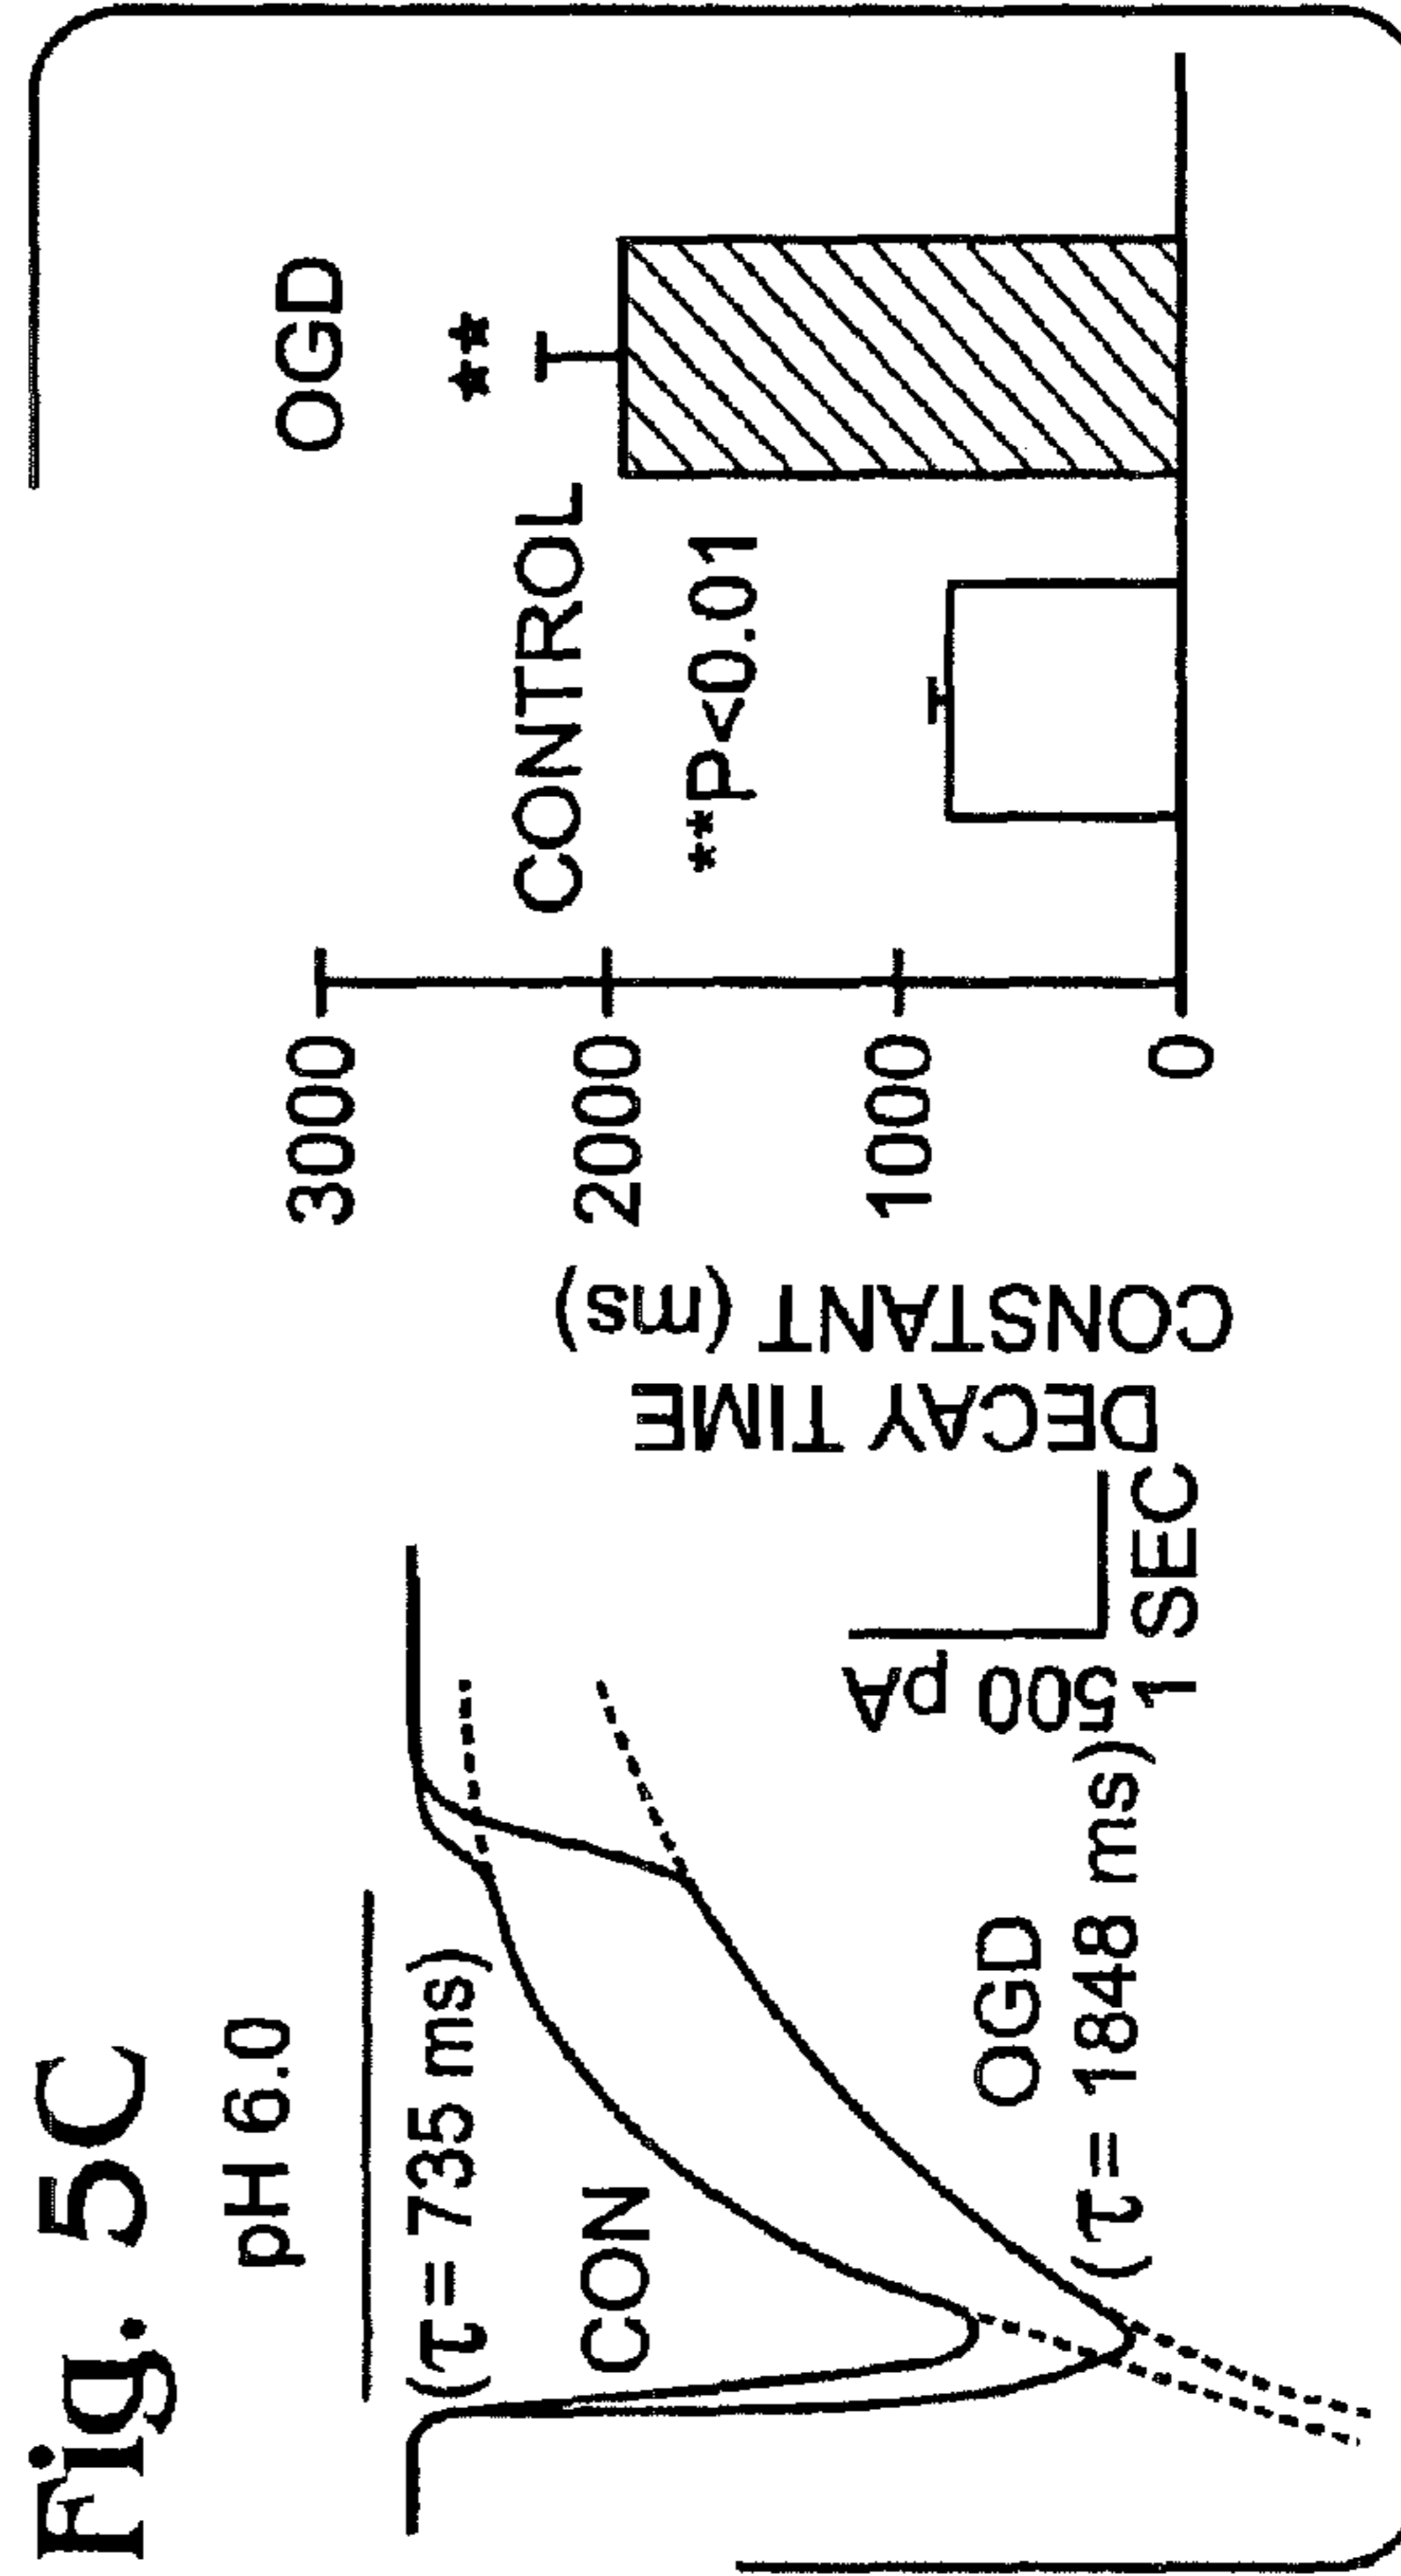 Fig. 5C
pH 6.0
(τ = 735 ms)
CON
OGD
(τ = 1848 ms)
500 pA
1 SEC
DECAY TIME
CONSTANT (ms)
3000
2000
1000
0
CONTROL
**P<0.01
OGD
**